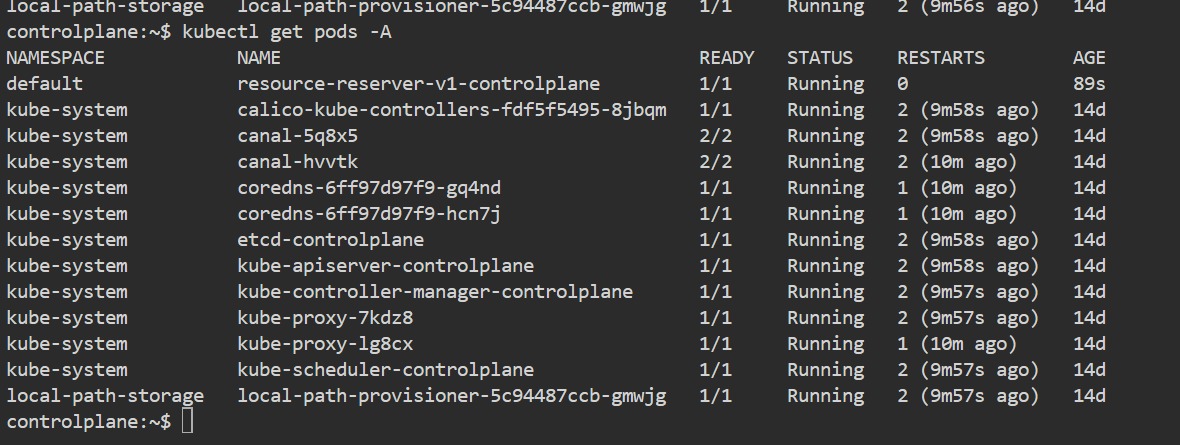 local-path-storage local-path-provisioner-5c94487ccb-gmwjg 1/1 Running 2 (9m56s ago) 14d
controlplane:~$ kubectl get pods -A
NAMESPACE NAME READY STATUS RESTARTS AGE
default resource-reserver-v1-controlplane 1/1 Running 0 89s
kube-system calico-kube-controllers-fdf5f5495-8jbqm 1/1 Running 2 (9m58s ago) 14d
kube-system canal-5q8x5 2/2 Running 2 (9m58s ago) 14d
kube-system canal-hvvtk 2/2 Running 2 (10m ago) 14d
kube-system coredns-6ff97d97f9-gq4nd 1/1 Running 1 (10m ago) 14d
kube-system coredns-6ff97d97f9-hcn7j 1/1 Running 1 (10m ago) 14d
kube-system etcd-controlplane 1/1 Running 2 (9m58s ago) 14d
kube-system kube-apiserver-controlplane 1/1 Running 2 (9m58s ago) 14d
kube-system kube-controller-manager-controlplane 1/1 Running 2 (9m57s ago) 14d
kube-system kube-proxy-7kdz8 1/1 Running 2 (9m57s ago) 14d
kube-system kube-proxy-lg8cx 1/1 Running 1 (10m ago) 14d
kube-system kube-scheduler-controlplane 1/1 Running 2 (9m57s ago) 14d
local-path-storage local-path-provisioner-5c94487ccb-gmwjg 1/1 Running 2 (9m57s ago) 14d
controlplane:~$